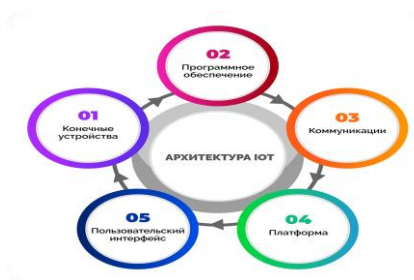 01
Конечные
устройства
02
Программное
обеспечение
03
Коммуникации
04
Платформа
05
Пользовательский
интерфейс
АРХИТЕКТУРА IOT